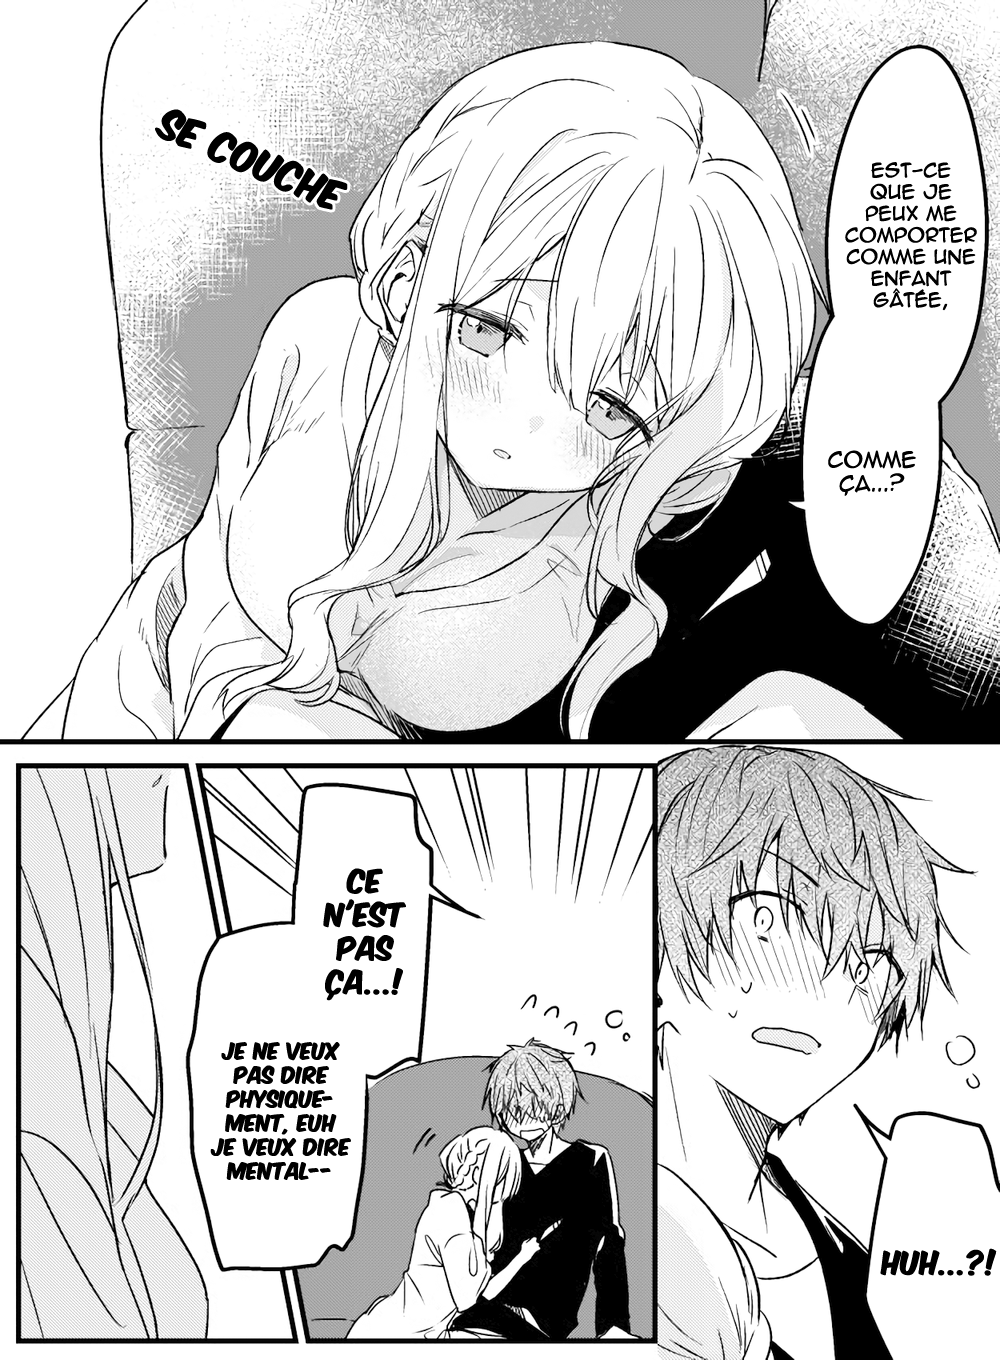 EST-CE
QUE JE
PEUX ME
COMPORTER
COMME UNE
ENFANT
GÂTÉE,
COMME
ÇA...?
SE COUCHE
HUH...?!
CE
N'EST
PAS
ÇA...!
JE NE VEUX
PAS DIRE
PHYSIQUE-
MENT, EUH
JE VEUX DIRE
MENTAL--